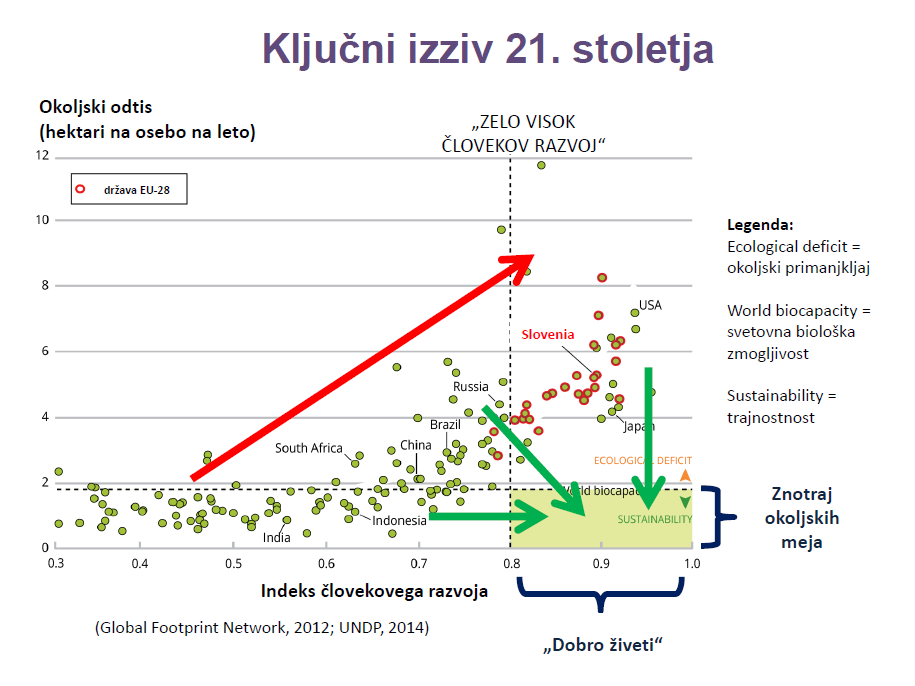 Ključni izziv 21. stoletja
Okoljski odtis
(hektari na osebo na leto)
„ZELO VISOK
ČLOVEKOV RAZVOJ“
12
država EU-28
10
8
6
4
2
0
USA
Slovenia
Russia
Brazil
Japan
South Africa
China
ECOLOGICAL DEFICIT
World biocapac
SUSTAINABILITY
Indonesia
India
0.3
0.4
0.5
0.6
0.7
0.8
0.9
1.0
Indeks človekovega razvoja
(Global Footprint Network, 2012; UNDP, 2014)
„Dobro živeti“
Legenda:
Ecological deficit =
okoljski primanjkljaj
World biocapacity =
svetovna biološka
zmogljivost
Sustainability =
trajnostnost
Znotraj
okoljskih
meja